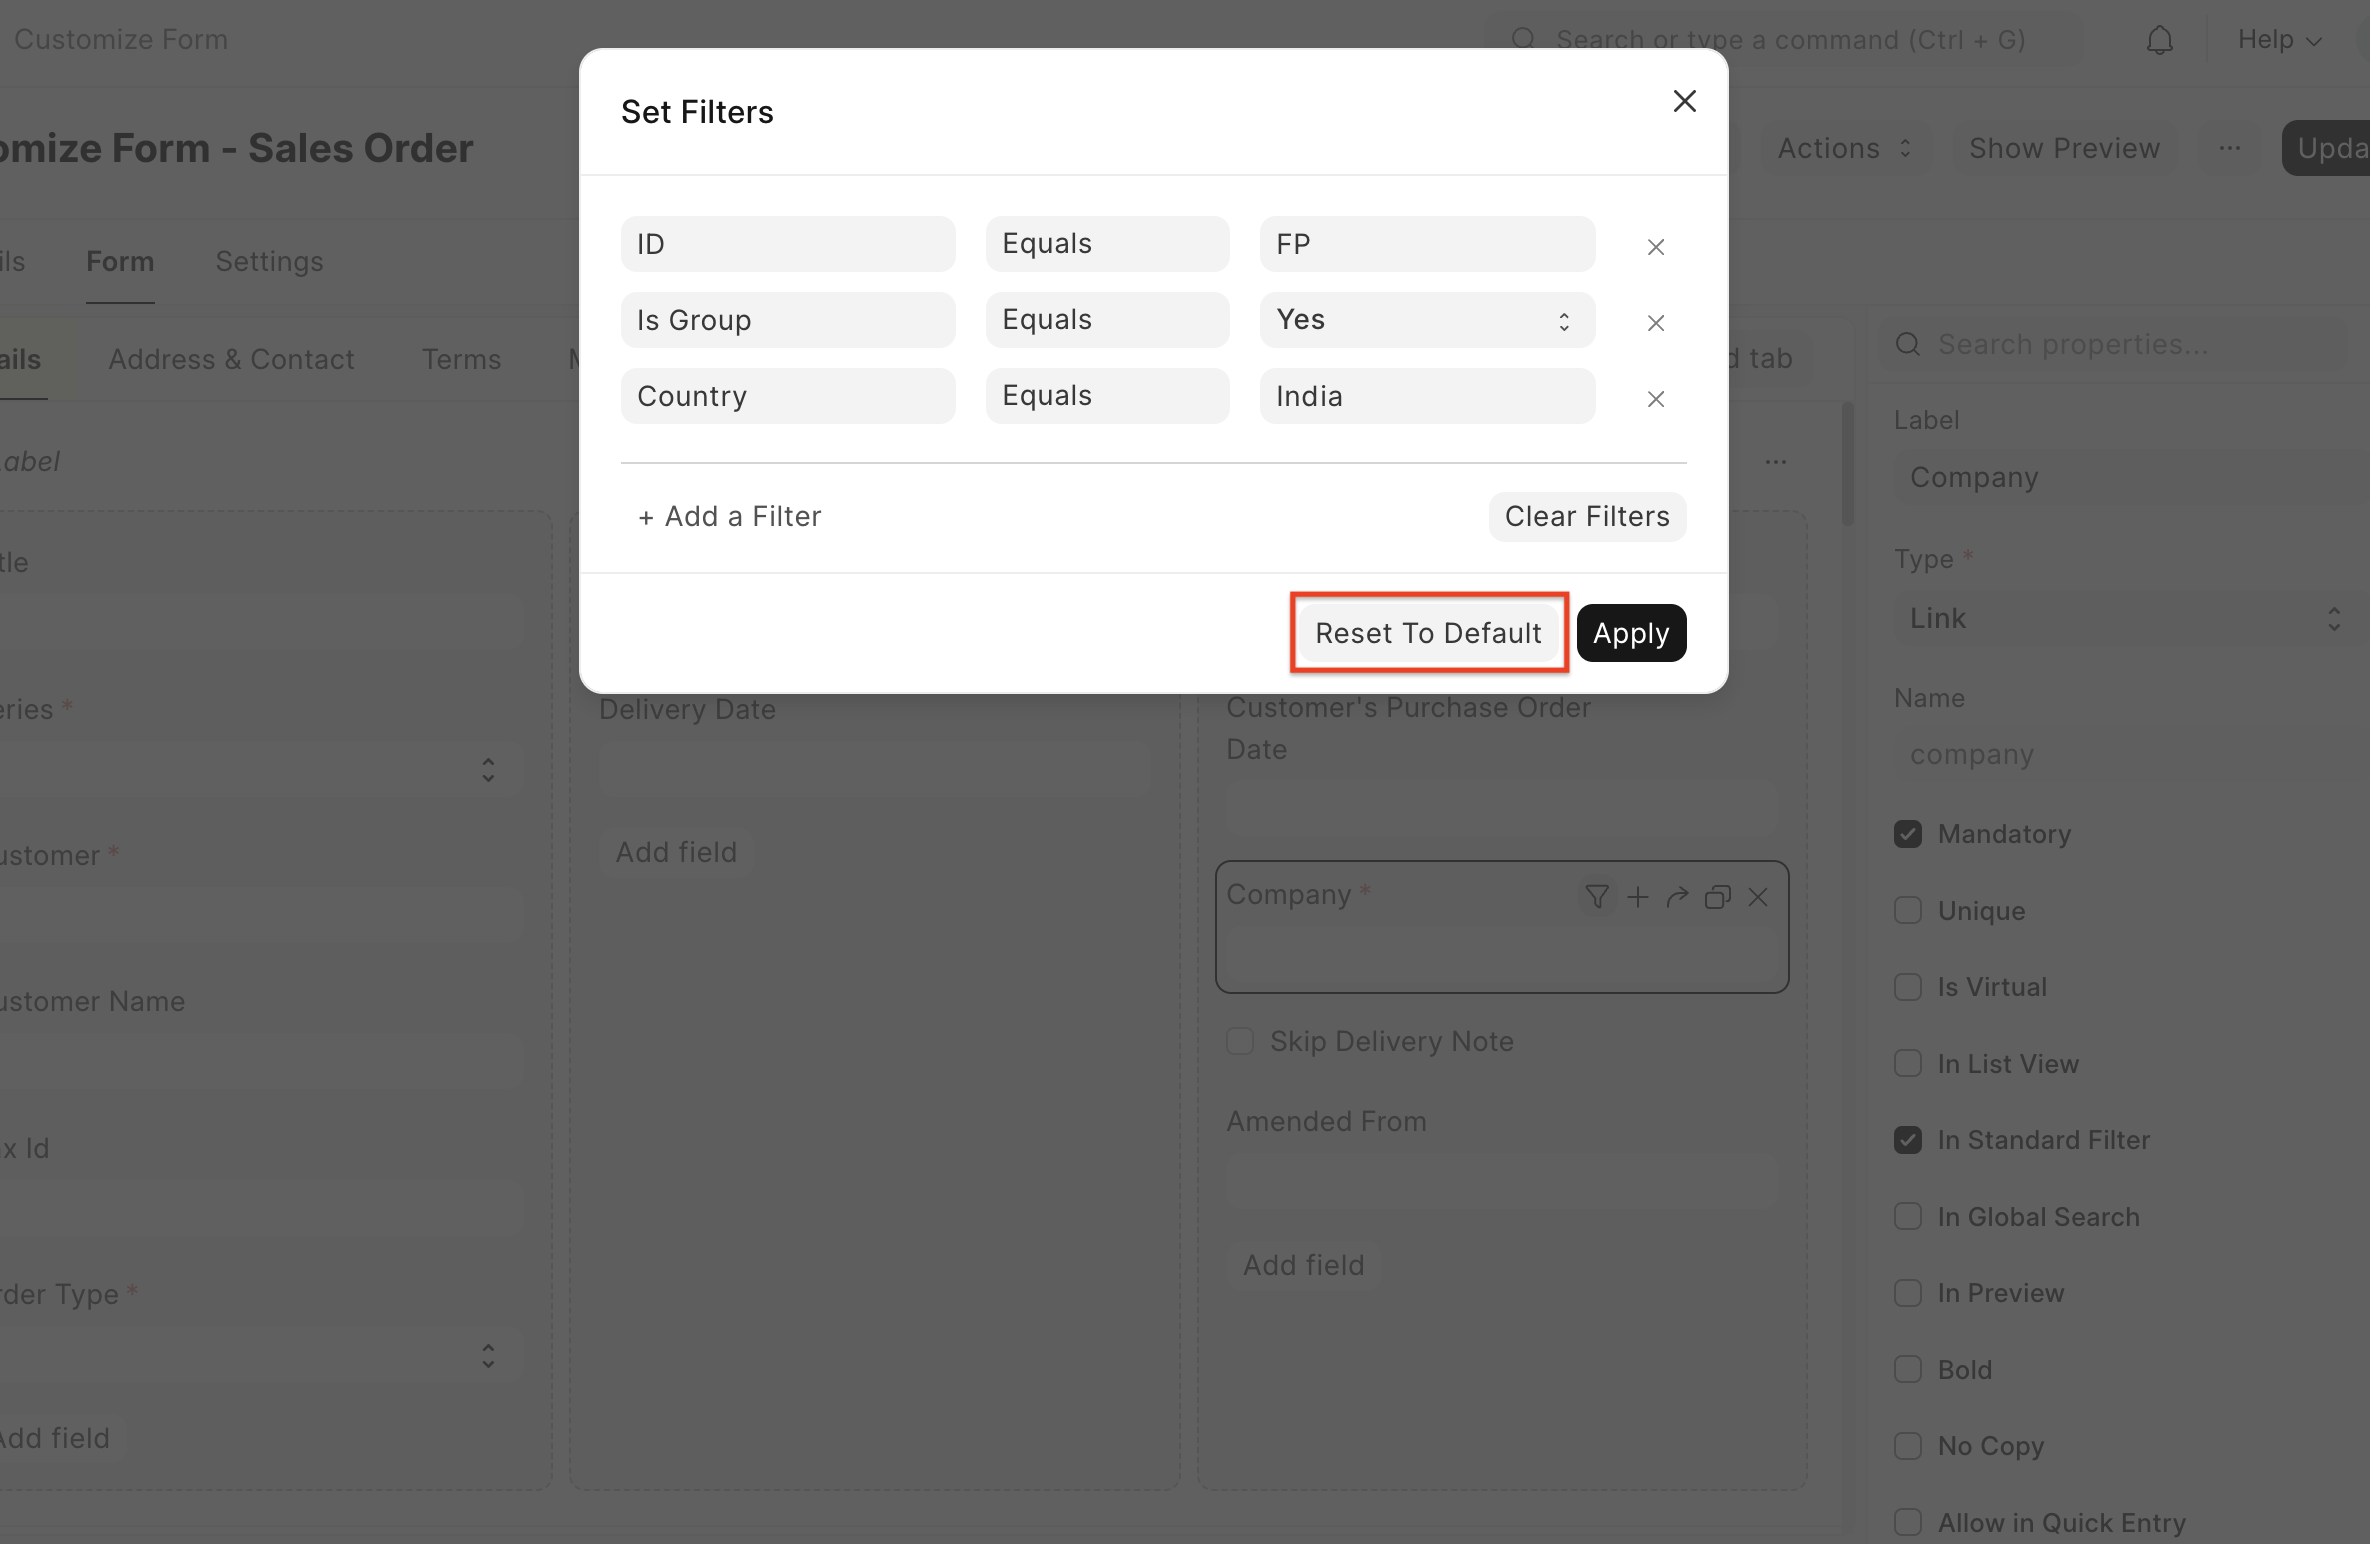 Customize Form
Search or type a command (Ctrl + G)
Help
omize Form - Sales Order
Actions
Show Preview
Upda
ils
Form
Settings
ails
Address & Contact
Terms
M
d tab
Label
Set Filters
ID
Equals
FP
Is Group
Equals
Yes
Country
Equals
India
+ Add a Filter
Clear Filters
Reset To Default
Apply
tle
eries *
ustomer *
ustomer Name
x Id
rder Type *
Add field
Delivery Date
Add field
Customer's Purchase Order
Date
Company *
Skip Delivery Note
Amended From
Add field
Search properties...
Label
Company
Type *
Link
Name
company
Mandatory
Unique
Is Virtual
In List View
In Standard Filter
In Global Search
In Preview
Bold
No Copy
Allow in Quick Entry